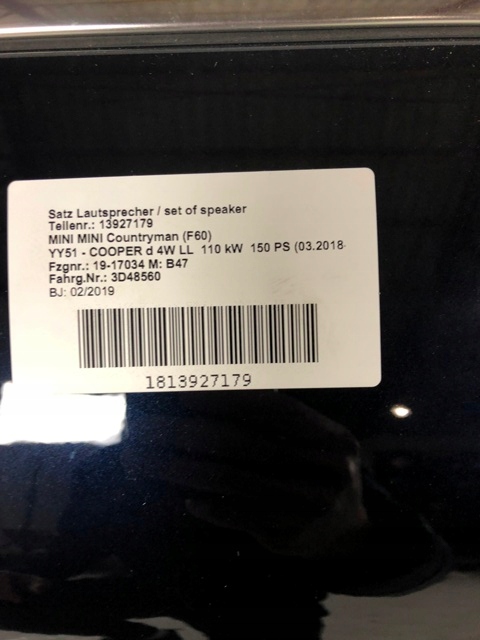 Satz Lautsprecher / set of speaker
Teilenr.: 13927179
MINI MINI Countryman (F60)
YY51 - COOPER d 4W LL 110 kW 150 PS (03.2018-
Fzgnr.: 19-17034 M: B47
Fahrg.Nr.: 3D48560
BJ: 02/2019
1813927179